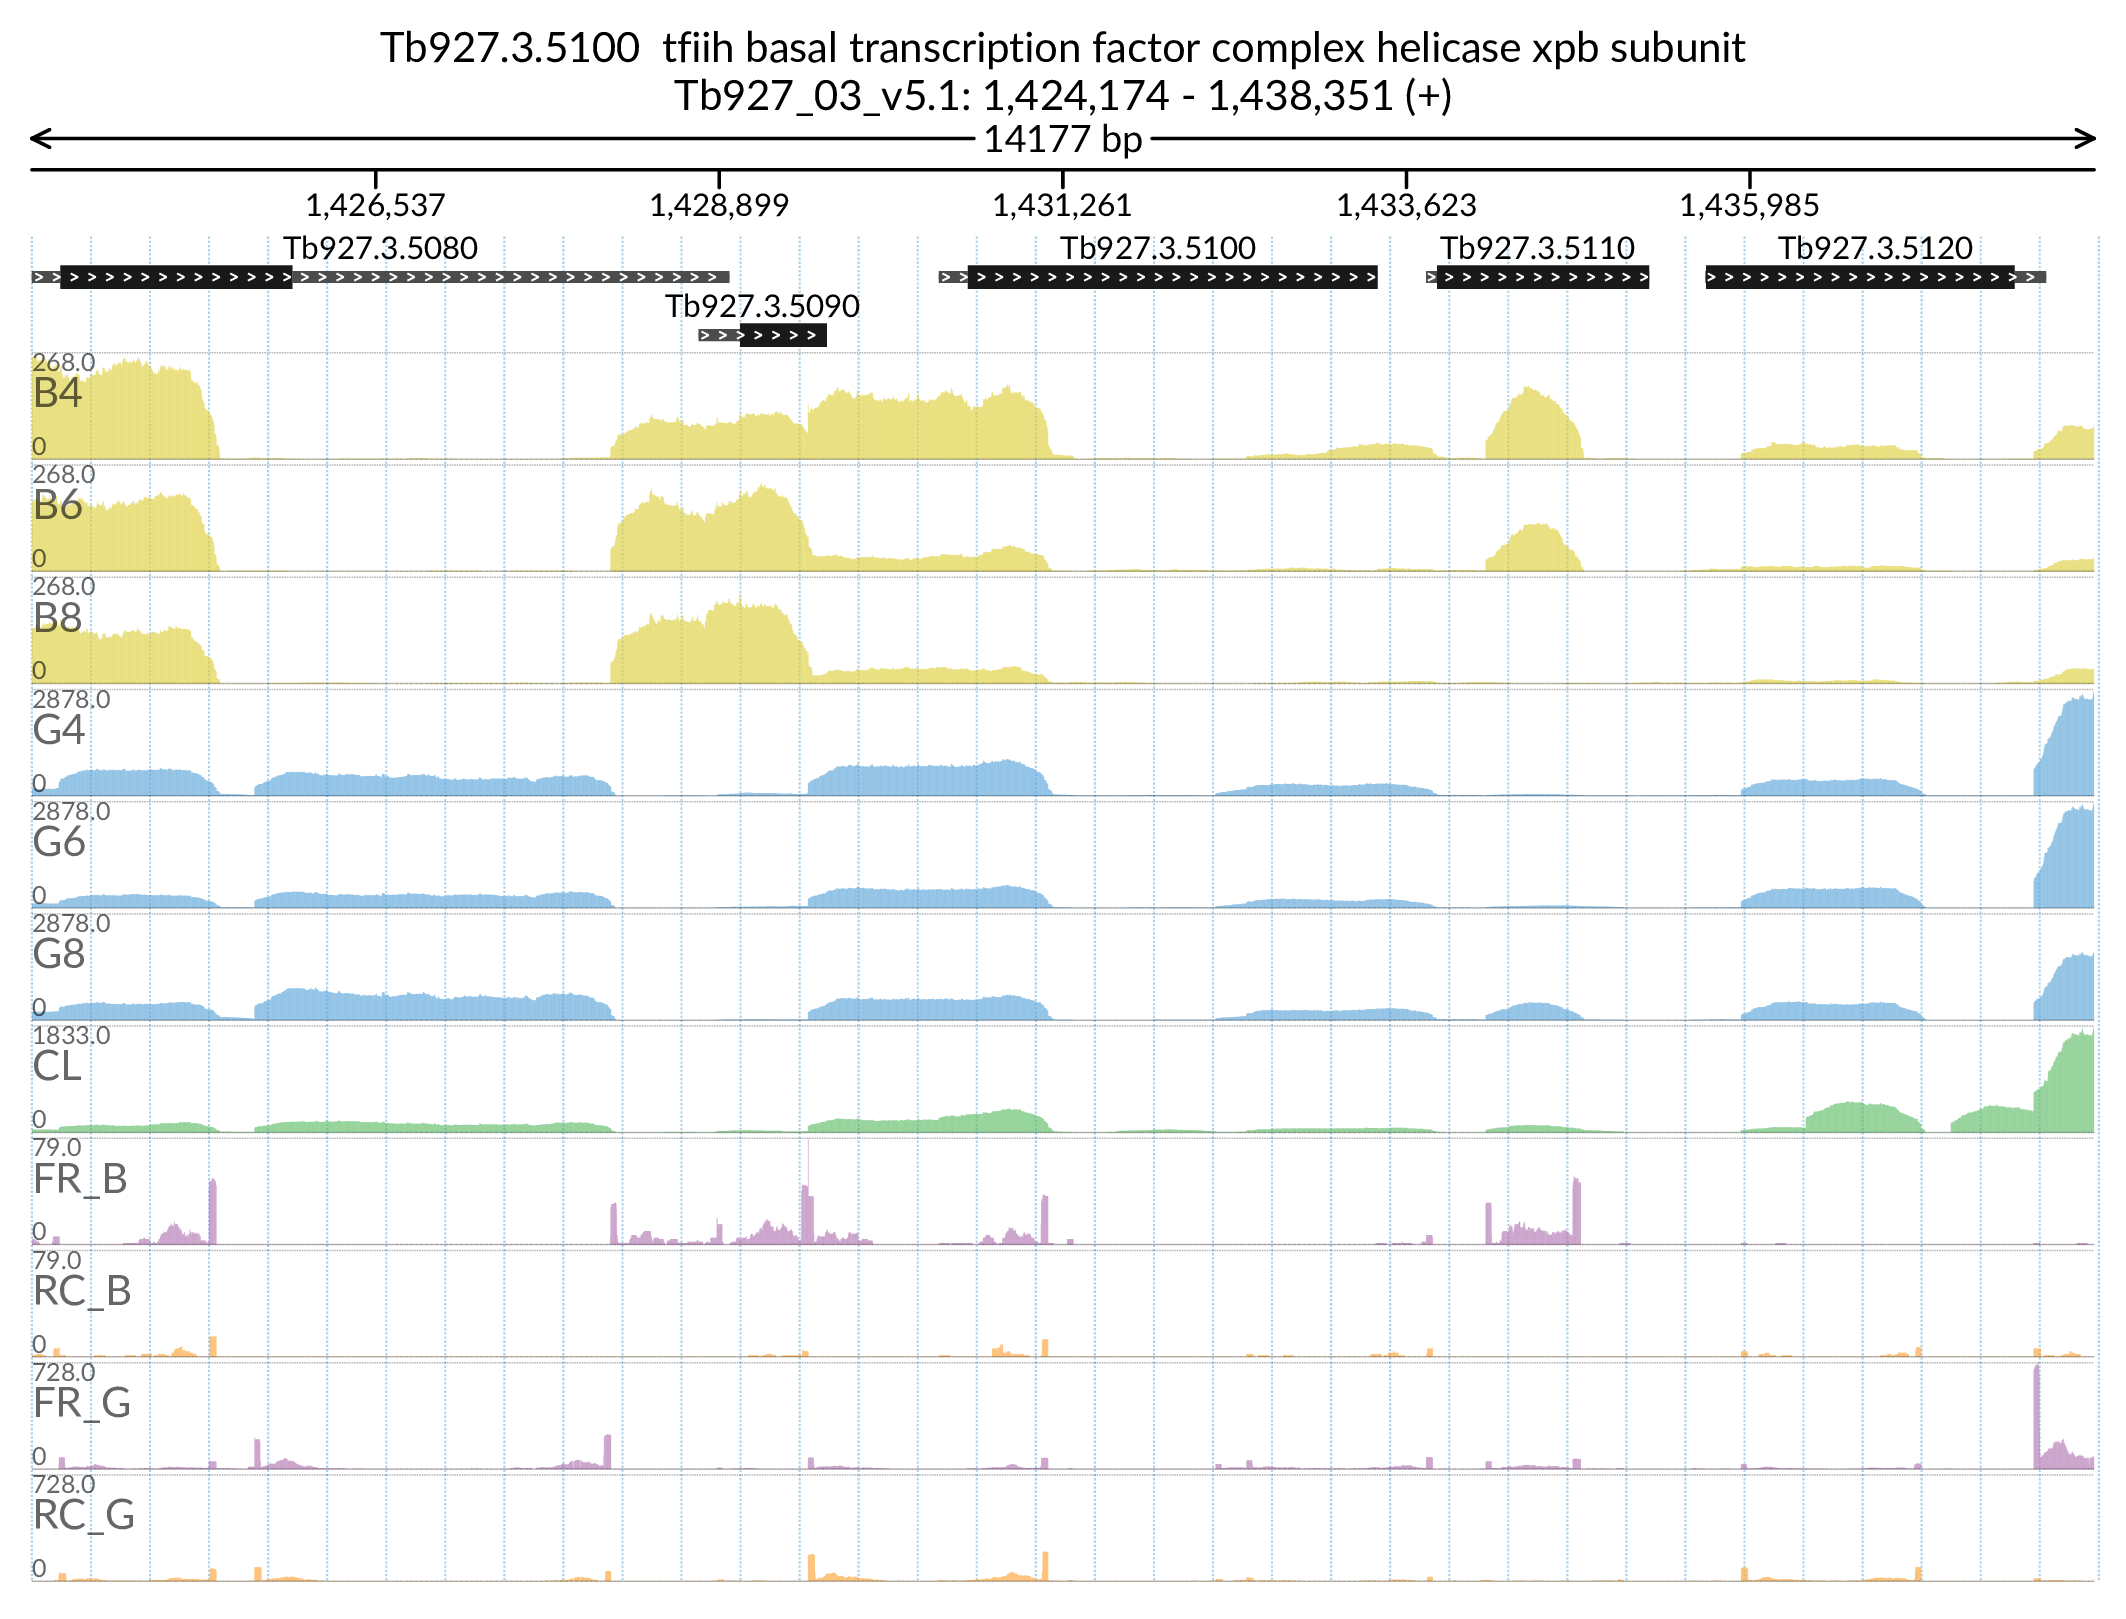 Tb927.3.5100  tfiih basal transcription factor complex helicase xpb subunit
Tb927_03_v5.1: 1,424,174 - 1,438,351 (+)
14177 bp
1,426,537 1,428,899 1,431,261 1,433,623 1,435,985
Tb927.3.5080 Tb927.3.5100 Tb927.3.5110 Tb927.3.5120
Tb927.3.5090
268.0
B4
0
268.0
B6
0
268.0
B8
0
2878.0
G4
0
2878.0
G6
0
2878.0
G8
0
1833.0
CL
0
79.0
FR_B
0
79.0
RC_B
0
728.0
FR_G
0
728.0
RC_G
0